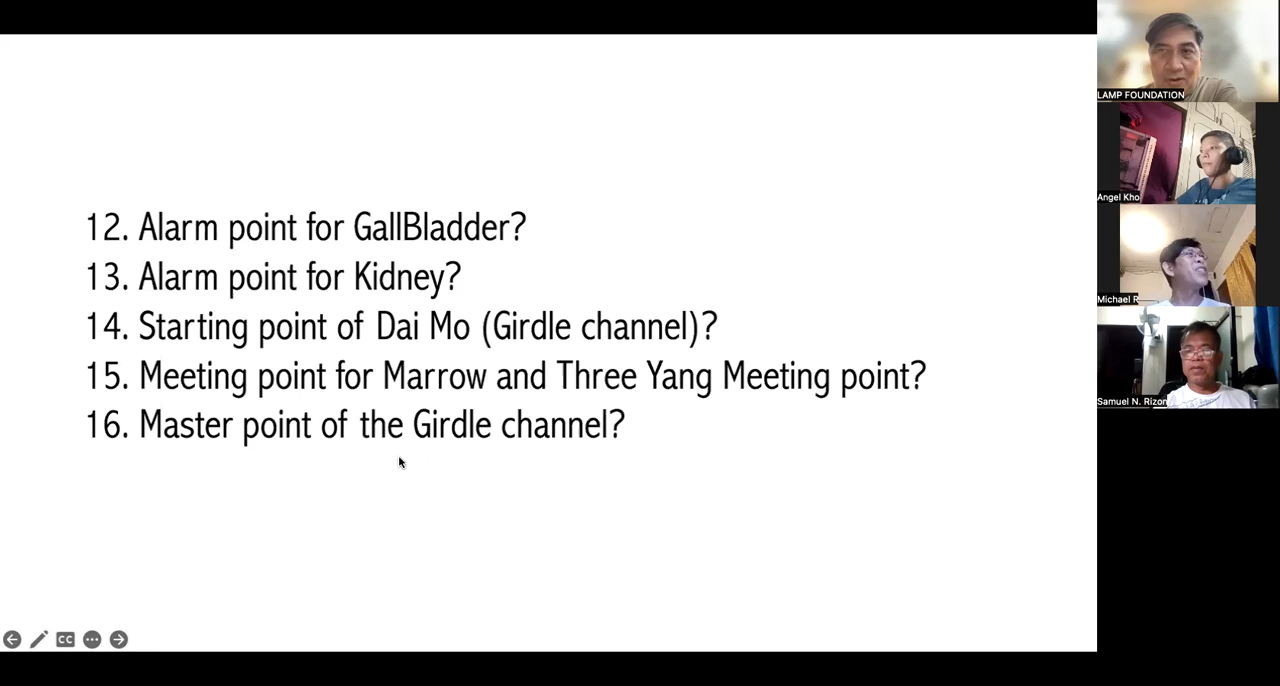 12. Alarm point for GallBladder?
13. Alarm point for Kidney?
14. Starting point of Dai Mo (Girdle channel)?
15. Meeting point for Marrow and Three Yang Meeting point?
16. Master point of the Girdle channel?
CC
LAMP FOUNDATION
Angel Kho
Michael R
Samuel N. Rizon